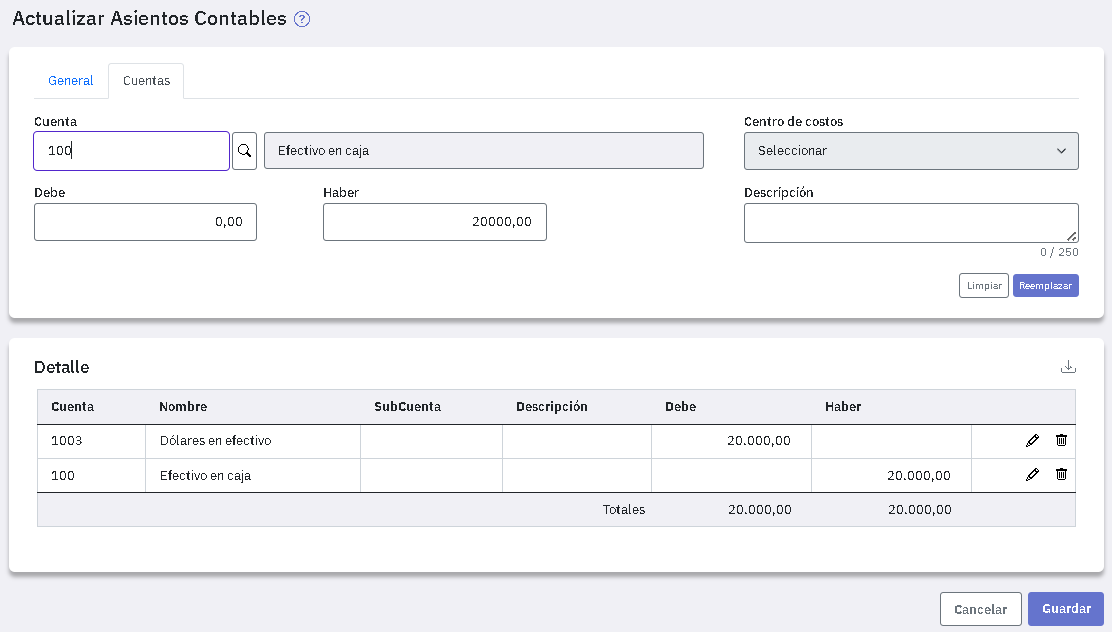 Actualizar Asientos Contables ?
General Cuentas
Cuenta Centro de costos
100 Efectivo en caja Seleccionar
Debe Haber Descrípción
0,00 20000,00
0 / 250
Limpiar Reemplazar
Detalle
Cuenta Nombre SubCuenta Descripción Debe Haber
1003 Dólares en efectivo 20.000,00
100 Efectivo en caja 20.000,00
Totales 20.000,00 20.000,00
Cancelar Guardar